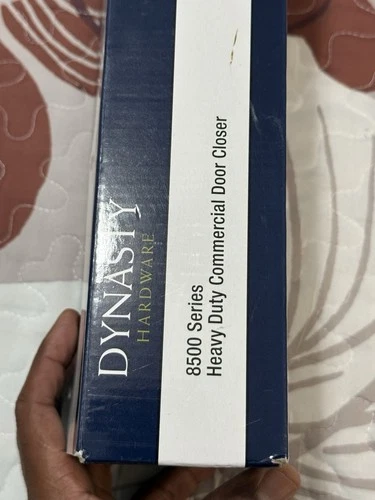 DYNASTY
HARDWARE
8500 Series
Heavy Duty Commercial Door Closer